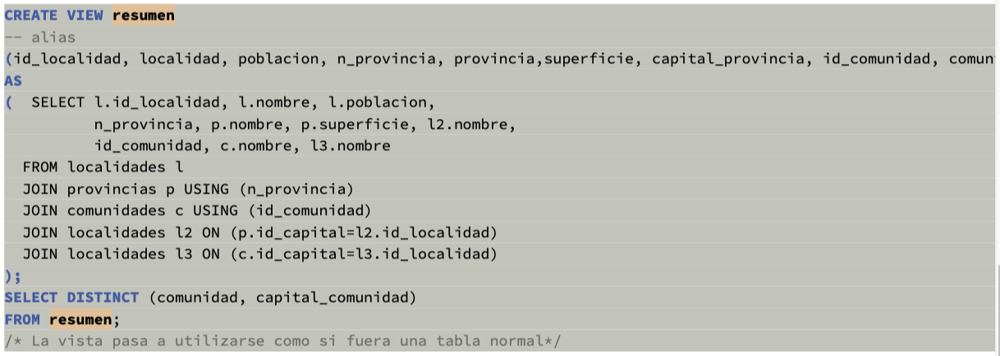 CREATE VIEW resumen
-- alias
(id_localidad, localidad, poblacion, n_provincia, provincia,superficie, capital_provincia, id_comunidad, comun
AS
(  SELECT l.id_localidad, l.nombre, l.poblacion,
          n_provincia, p.nombre, p.superficie, l2.nombre,
          id_comunidad, c.nombre, l3.nombre
  FROM localidades l
  JOIN provincias p USING (n_provincia)
  JOIN comunidades c USING (id_comunidad)
  JOIN localidades l2 ON (p.id_capital=l2.id_localidad)
  JOIN localidades l3 ON (c.id_capital=l3.id_localidad)
);
SELECT DISTINCT (comunidad, capital_comunidad)
FROM resumen;
/* La vista pasa a utilizarse como si fuera una tabla normal*/